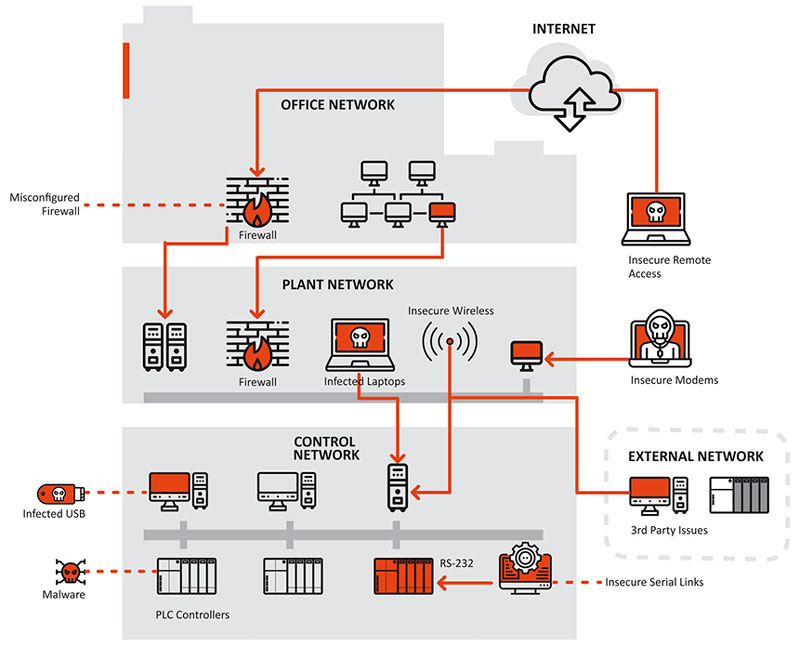 INTERNET
OFFICE NETWORK
Misconfigured
Firewall
Firewall
Insecure Remote
Access
PLANT NETWORK
Insecure Wireless
Firewall
Infected Laptops
Insecure Modems
CONTROL
NETWORK
EXTERNAL NETWORK
Infected USB
3rd Party Issues
RS-232
Insecure Serial Links
Malware
PLC Controllers